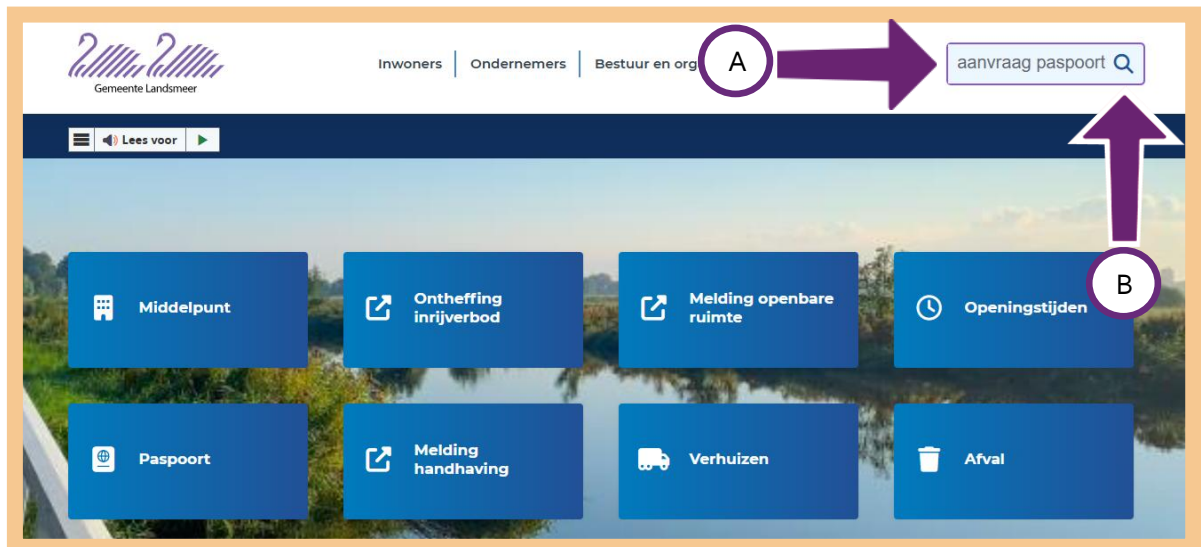 Gemeente Landsmeer
Inwoners
Ondernemers
Bestuur en org
A
aanvraag paspoort
Lees voor
B
Middelpunt
Ontheffing
inrijverbod
Melding openbare
ruimte
Openingstijden
Paspoort
Melding
handhaving
Verhuizen
Afval